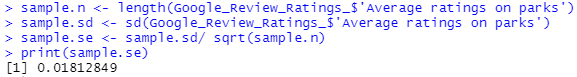 > sample.n <- length(Google_Review_Ratings_$'Average ratings on parks')
> sample.sd <- sd(Google_Review_Ratings_$'Average ratings on parks')
> sample.se <- sample.sd/ sqrt(sample.n)
> print(sample.se)
[1] 0.01812849